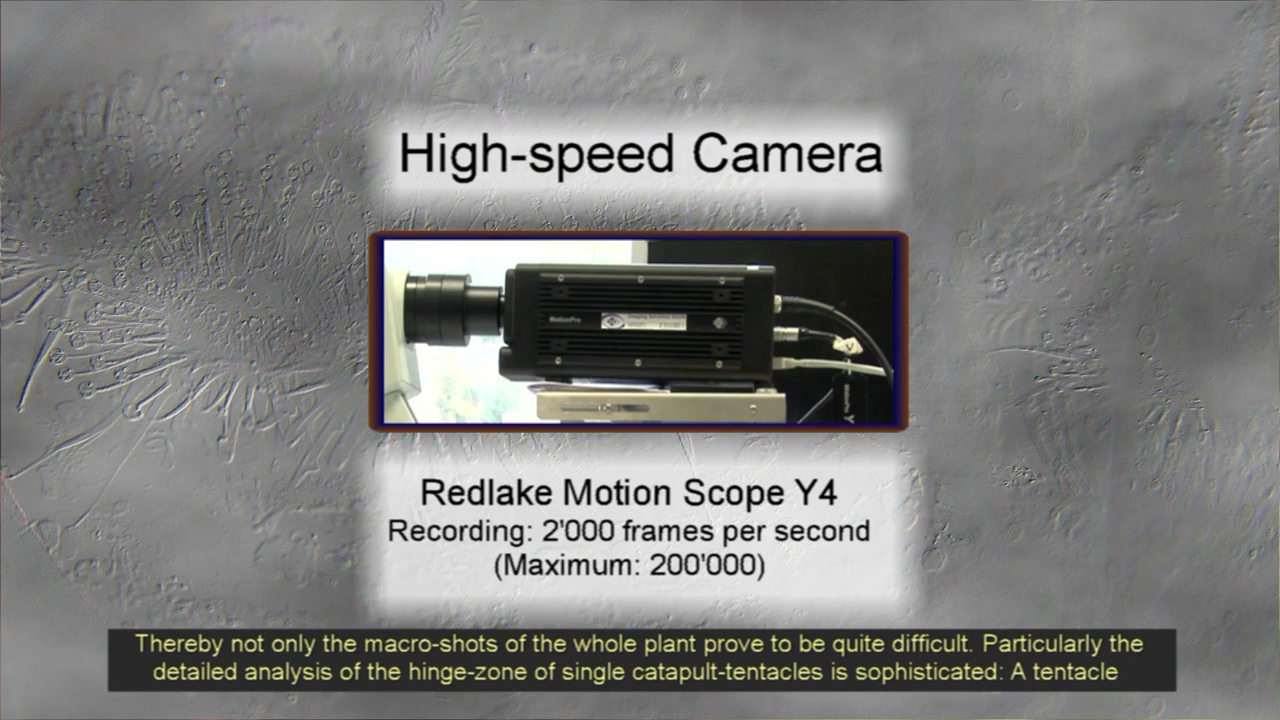 High-speed Camera
MotionPro
Redlake Motion Scope Y4
Recording: 2'000 frames per second
(Maximum: 200'000)
Thereby not only the macro-shots of the whole plant prove to be quite difficult. Particularly the
detailed analysis of the hinge-zone of single catapult-tentacles is sophisticated: A tentacle